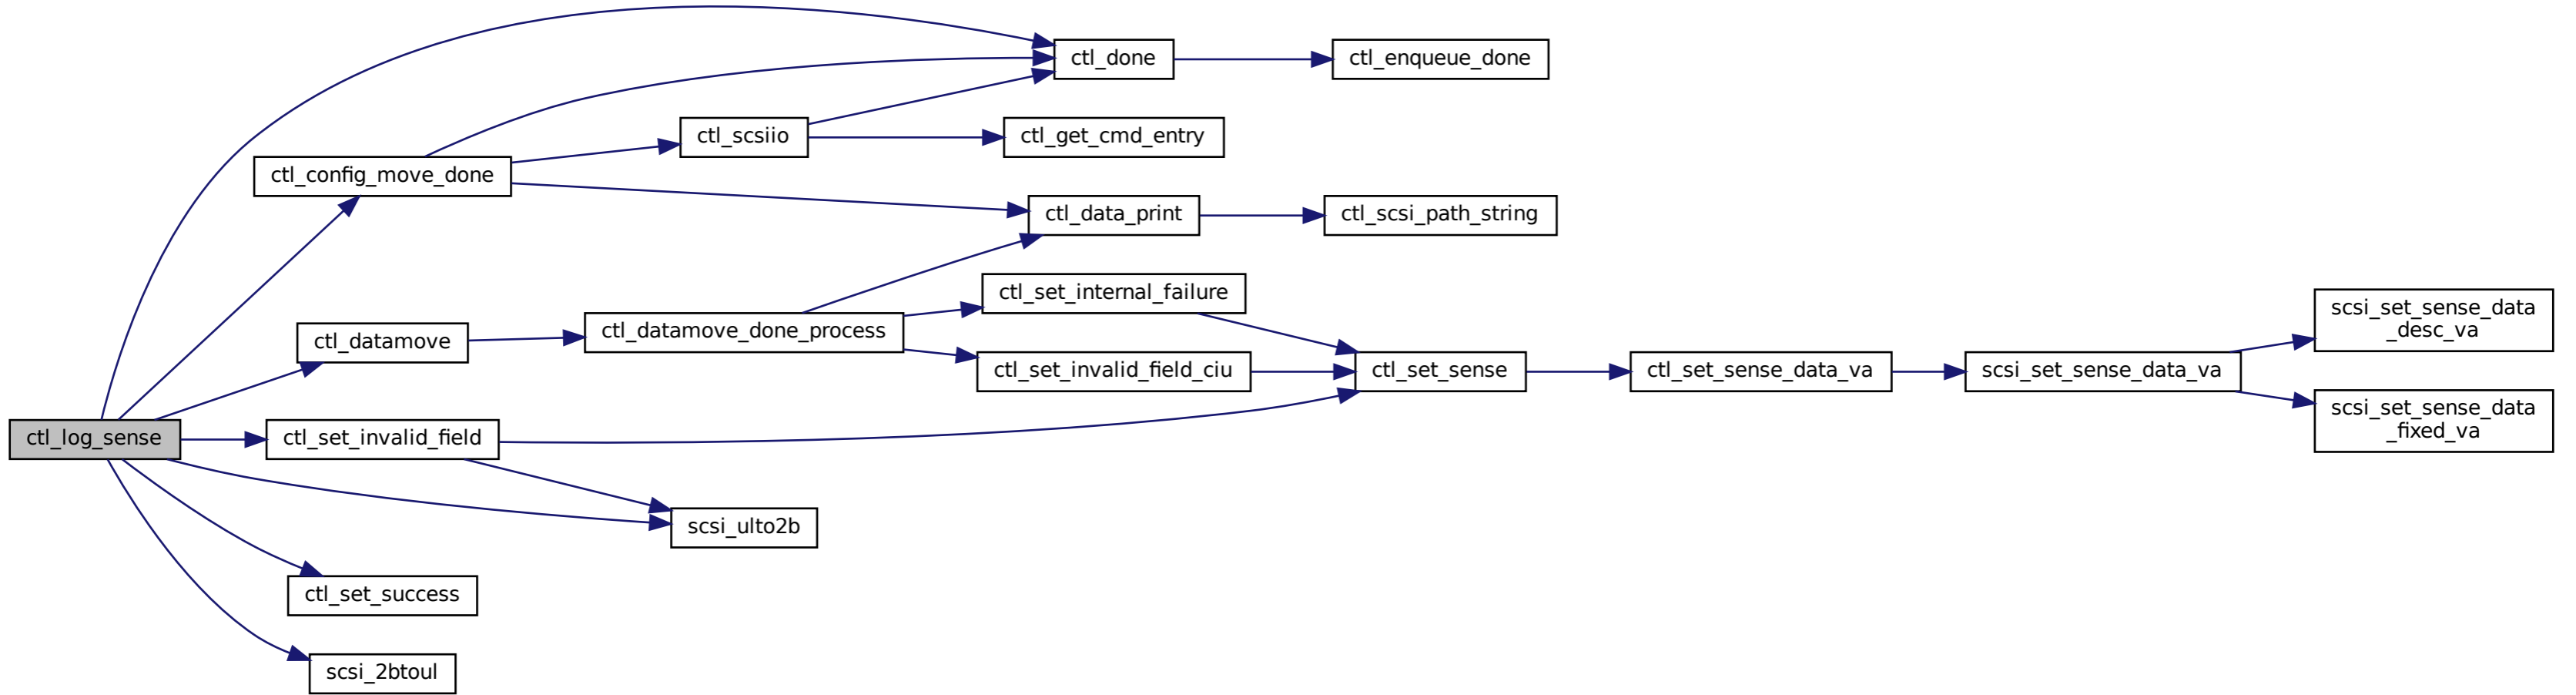 ctl_done
ctl_enqueue_done
ctl_scsiio
ctl_get_cmd_entry
ctl_config_move_done
ctl_data_print
ctl_scsi_path_string
ctl_set_internal_failure
scsi_set_sense_data
_desc_va
ctl_datamove
ctl_datamove_done_process
ctl_set_invalid_field_ciu
ctl_set_sense
ctl_set_sense_data_va
scsi_set_sense_data_va
scsi_set_sense_data
_fixed_va
ctl_log_sense
ctl_set_invalid_field
scsi_ulto2b
ctl_set_success
scsi_2btoul